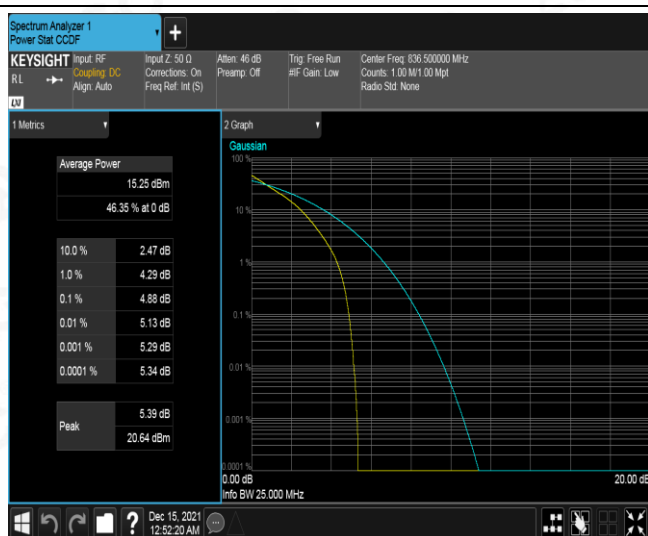 Spectrum Analyzer 1
Power Stat CCDF
+
KEYSIGHT
RL
LXI
Input: RF
Coupling: DC
Align: Auto
Input Z: 50 Ω
Corrections: On
Freq Ref: Int (S)
Atten: 46 dB
Preamp: Off
Trig: Free Run
#IF Gain: Low
Center Freq: 836.500000 MHz
Counts: 1.00 M/1.00 Mpt
Radio Std: None
1 Metrics
Average Power
15.25 dBm
46.35 % at 0 dB
10.0 % 2.47 dB
1.0 % 4.29 dB
0.1 % 4.88 dB
0.01 % 5.13 dB
0.001 % 5.29 dB
0.0001 % 5.34 dB
Peak
5.39 dB
20.64 dBm
2 Graph
Gaussian
100 %
10 %
1 %
0.1 %
0.01 %
0.001 %
0.0001 %
0.00 dB 20.00 dB
Info BW 25.000 MHz
?
Dec 15, 2021
12:52:20 AM